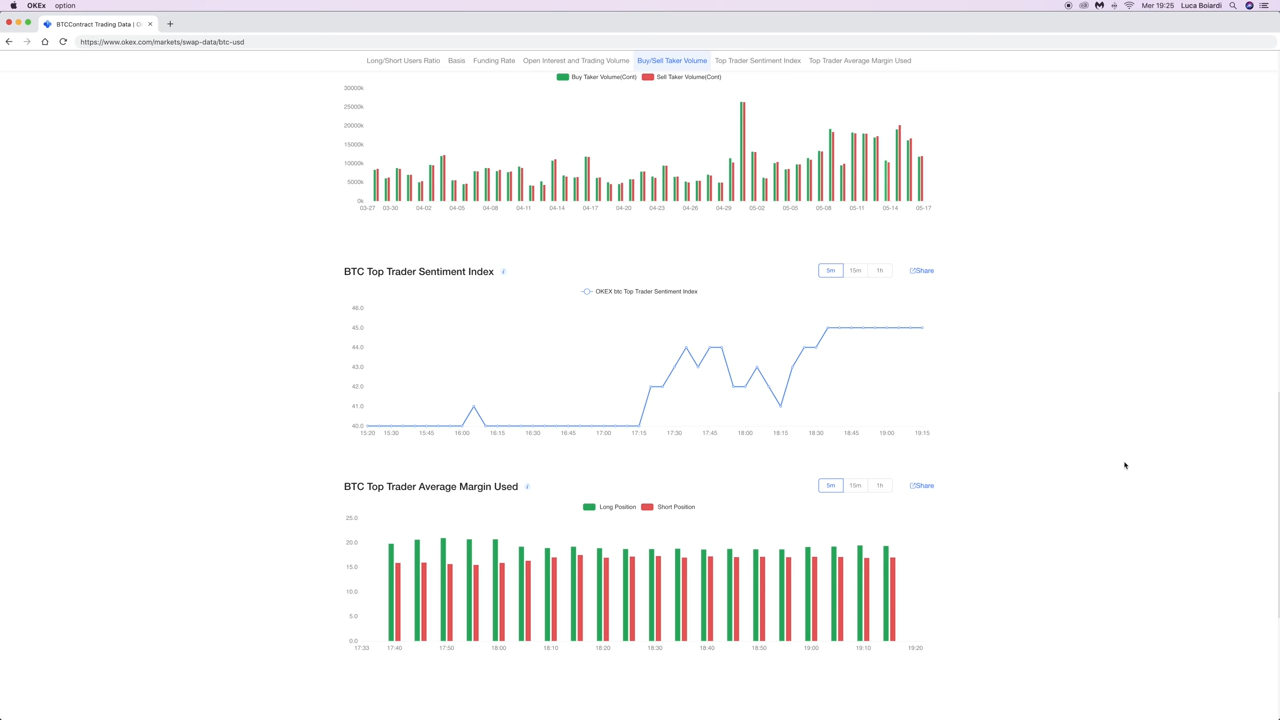 OKEx option Mer 19:25 Luca Boiardi
BTCContract Trading Data | O
https://www.okex.com/markets/swap-data/btc-usd
Long/Short Users Ratio Basis Funding Rate Open Interest and Trading Volume Buy/Sell Taker Volume Top Trader Sentiment Index Top Trader Average Margin Used
Buy Taker Volume(Cont) Sell Taker Volume(Cont)
30000k
25000k
20000k
15000k
10000k
5000k
0k
03-27 03-30 04-02 04-05 04-08 04-11 04-14 04-17 04-20 04-23 04-26 04-29 05-02 05-05 05-08 05-11 05-14 05-17
BTC Top Trader Sentiment Index i 5m 15m 1h Share
OKEX btc Top Trader Sentiment Index
46.0
45.0
44.0
43.0
42.0
41.0
40.0
15:20 15:30 15:45 16:00 16:15 16:30 16:45 17:00 17:15 17:30 17:45 18:00 18:15 18:30 18:45 19:00 19:15
BTC Top Trader Average Margin Used i 5m 15m 1h Share
Long Position Short Position
25.0
20.0
15.0
10.0
5.0
0.0
17:33 17:40 17:50 18:00 18:10 18:20 18:30 18:40 18:50 19:00 19:10 19:20